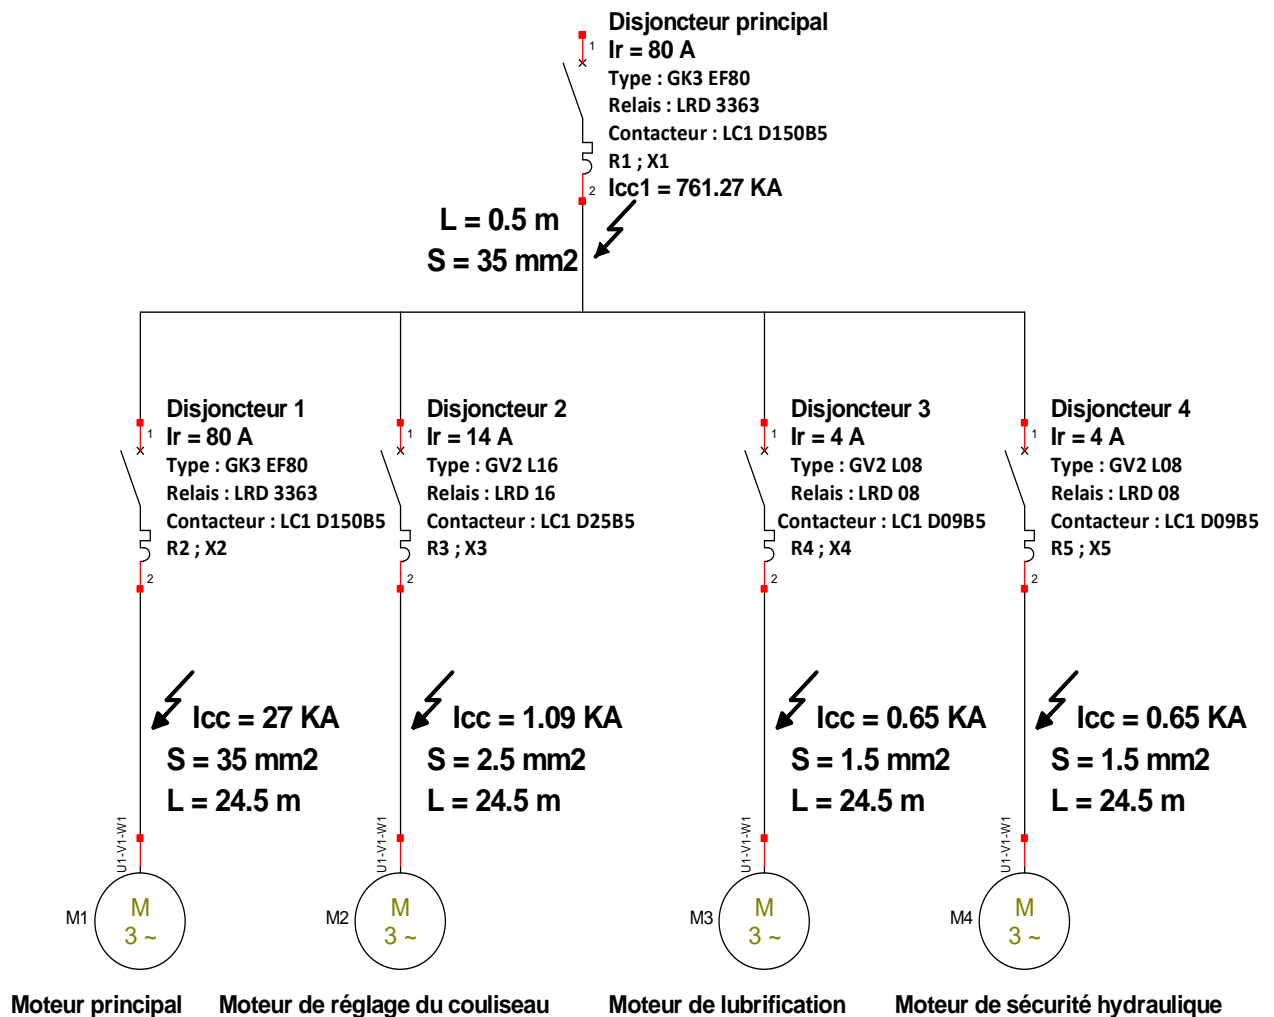 Disjoncteur principal
Ir = 80 A
1
Type : GK3 EF80
Relais : LRD 3363
Contacteur : LC1 D150B5
R1 ; X1
2
Icc1 = 761.27 KA
L = 0.5 m
S = 35 mm2
Disjoncteur 1
1
Ir = 80 A
Type : GK3 EF80
Relais : LRD 3363
Contacteur : LC1 D150B5
R2 ; X2
2
Disjoncteur 2
1
Ir = 14 A
Type : GV2 L16
Relais : LRD 16
Contacteur : LC1 D25B5
R3 ; X3
2
Disjoncteur 3
1
Ir = 4 A
Type : GV2 L08
Relais : LRD 08
Contacteur : LC1 D09B5
R4 ; X4
2
Disjoncteur 4
1
Ir = 4 A
Type : GV2 L08
Relais : LRD 08
Contacteur : LC1 D09B5
R5 ; X5
2
Icc = 27 KA
S = 35 mm2
L = 24.5 m
Icc = 1.09 KA
S = 2.5 mm2
L = 24.5 m
Icc = 0.65 KA
S = 1.5 mm2
L = 24.5 m
Icc = 0.65 KA
S = 1.5 mm2
L = 24.5 m
U1-V1-W1
M1
M
3 ~
U1-V1-W1
M2
M
3 ~
U1-V1-W1
M3
M
3 ~
U1-V1-W1
M4
M
3 ~
Moteur principal
Moteur de réglage du couliseau
Moteur de lubrification
Moteur de sécurité hydraulique